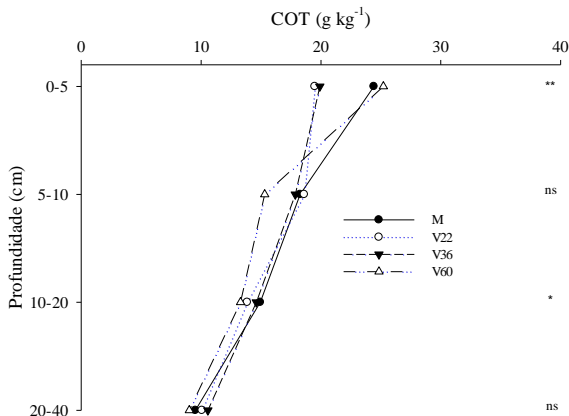 COT (g kg-1)
0 10 20 30 40
Profundidade (cm)
0-5 **
5-10 ns
M
V22
V36
V60
10-20 *
20-40 ns